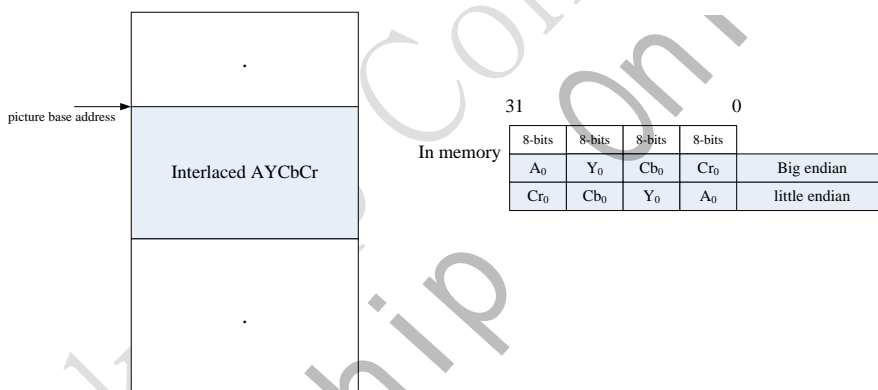 .
picture base address
Interlaced AYCbCr
.
31 0
In memory
8-bits 8-bits 8-bits 8-bits
A₀ Y₀ Cb₀ Cr₀ Big endian
Cr₀ Cb₀ Y₀ A₀ little endian